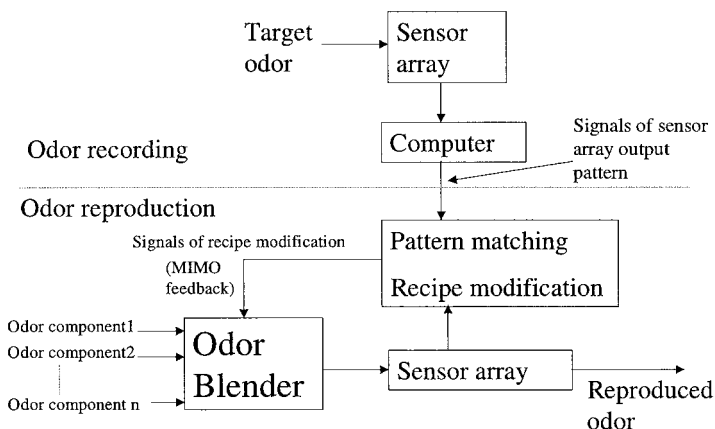 Target
odor
Sensor
array
Computer
Signals of sensor
array output
pattern
Odor recording
Odor reproduction
Signals of recipe modification
(MIMO
feedback)
Pattern matching
Recipe modification
Odor component1
Odor component2
Odor component n
Odor
Blender
Sensor array
Reproduced
odor